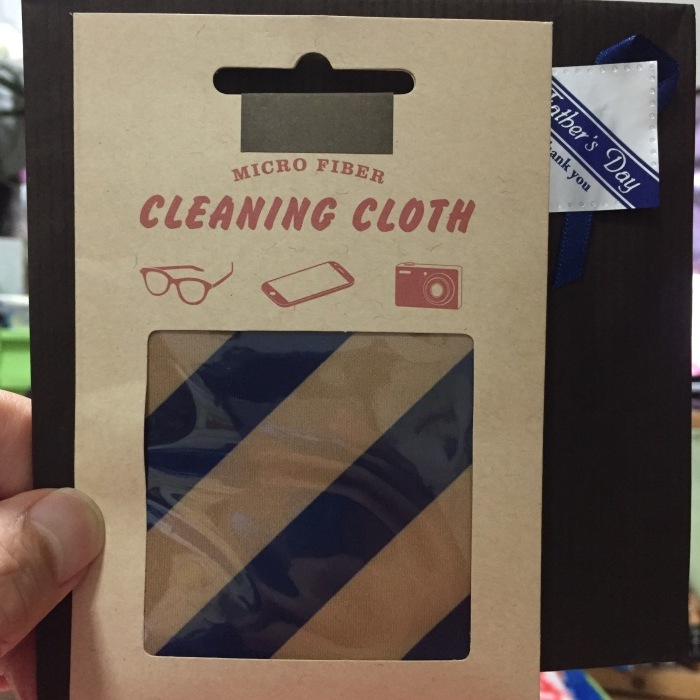 MICRO FIBER
CLEANING CLOTH
Father's Day
hank you